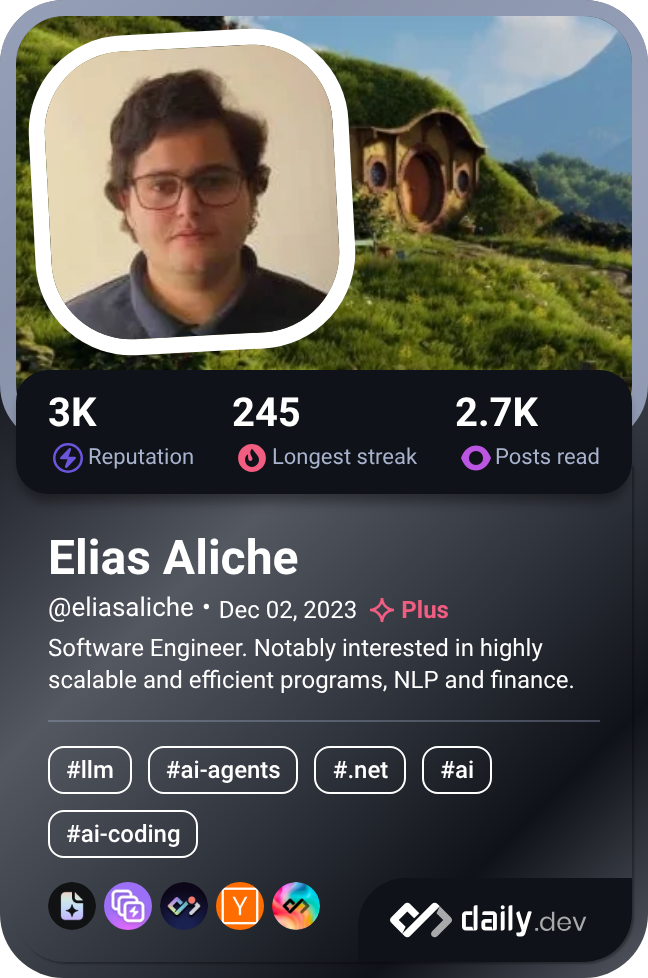 3K 245 2.7K
Reputation Longest streak Posts read
Elias Aliche
@eliasaliche • Dec 02, 2023 Plus
Software Engineer. Notably interested in highly
scalable and efficient programs, NLP and finance.
#llm #ai-agents #.net #ai
#ai-coding
Y
daily.dev